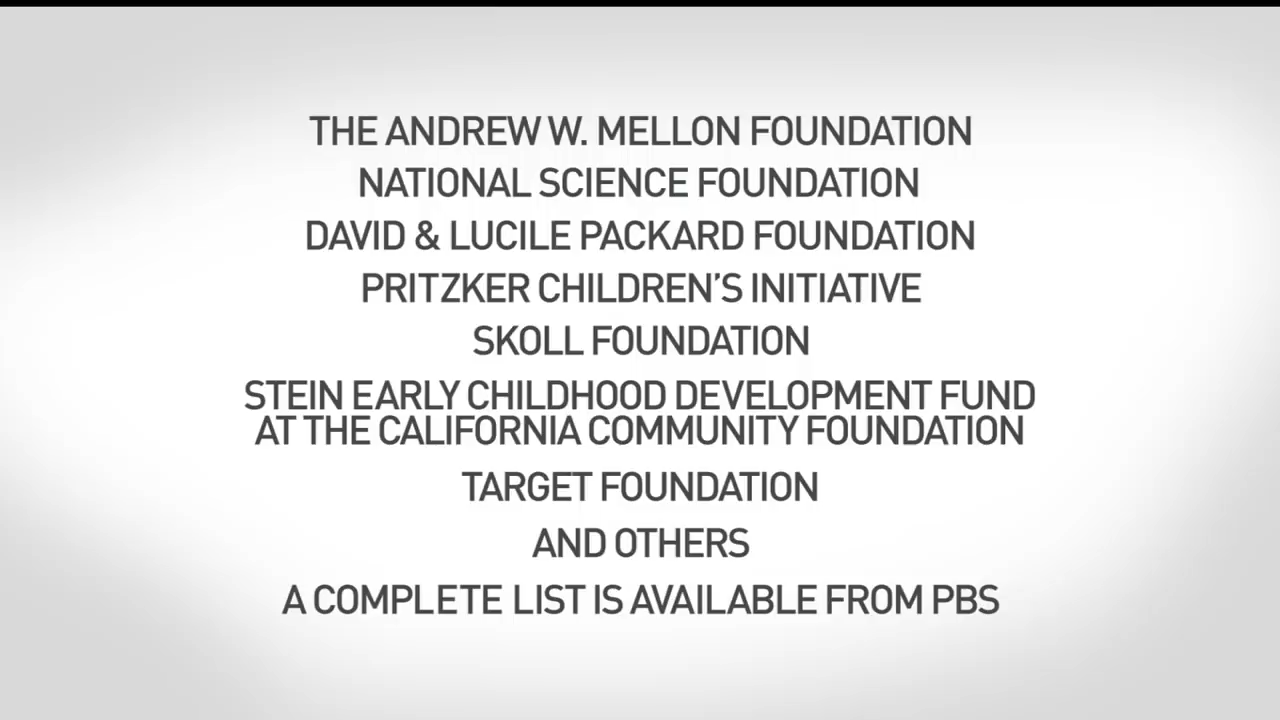 THE ANDREW W. MELLON FOUNDATION
NATIONAL SCIENCE FOUNDATION
DAVID & LUCILE PACKARD FOUNDATION
PRITZKER CHILDREN'S INITIATIVE
SKOLL FOUNDATION
STEIN EARLY CHILDHOOD DEVELOPMENT FUND
AT THE CALIFORNIA COMMUNITY FOUNDATION
TARGET FOUNDATION
AND OTHERS
A COMPLETE LIST IS AVAILABLE FROM PBS